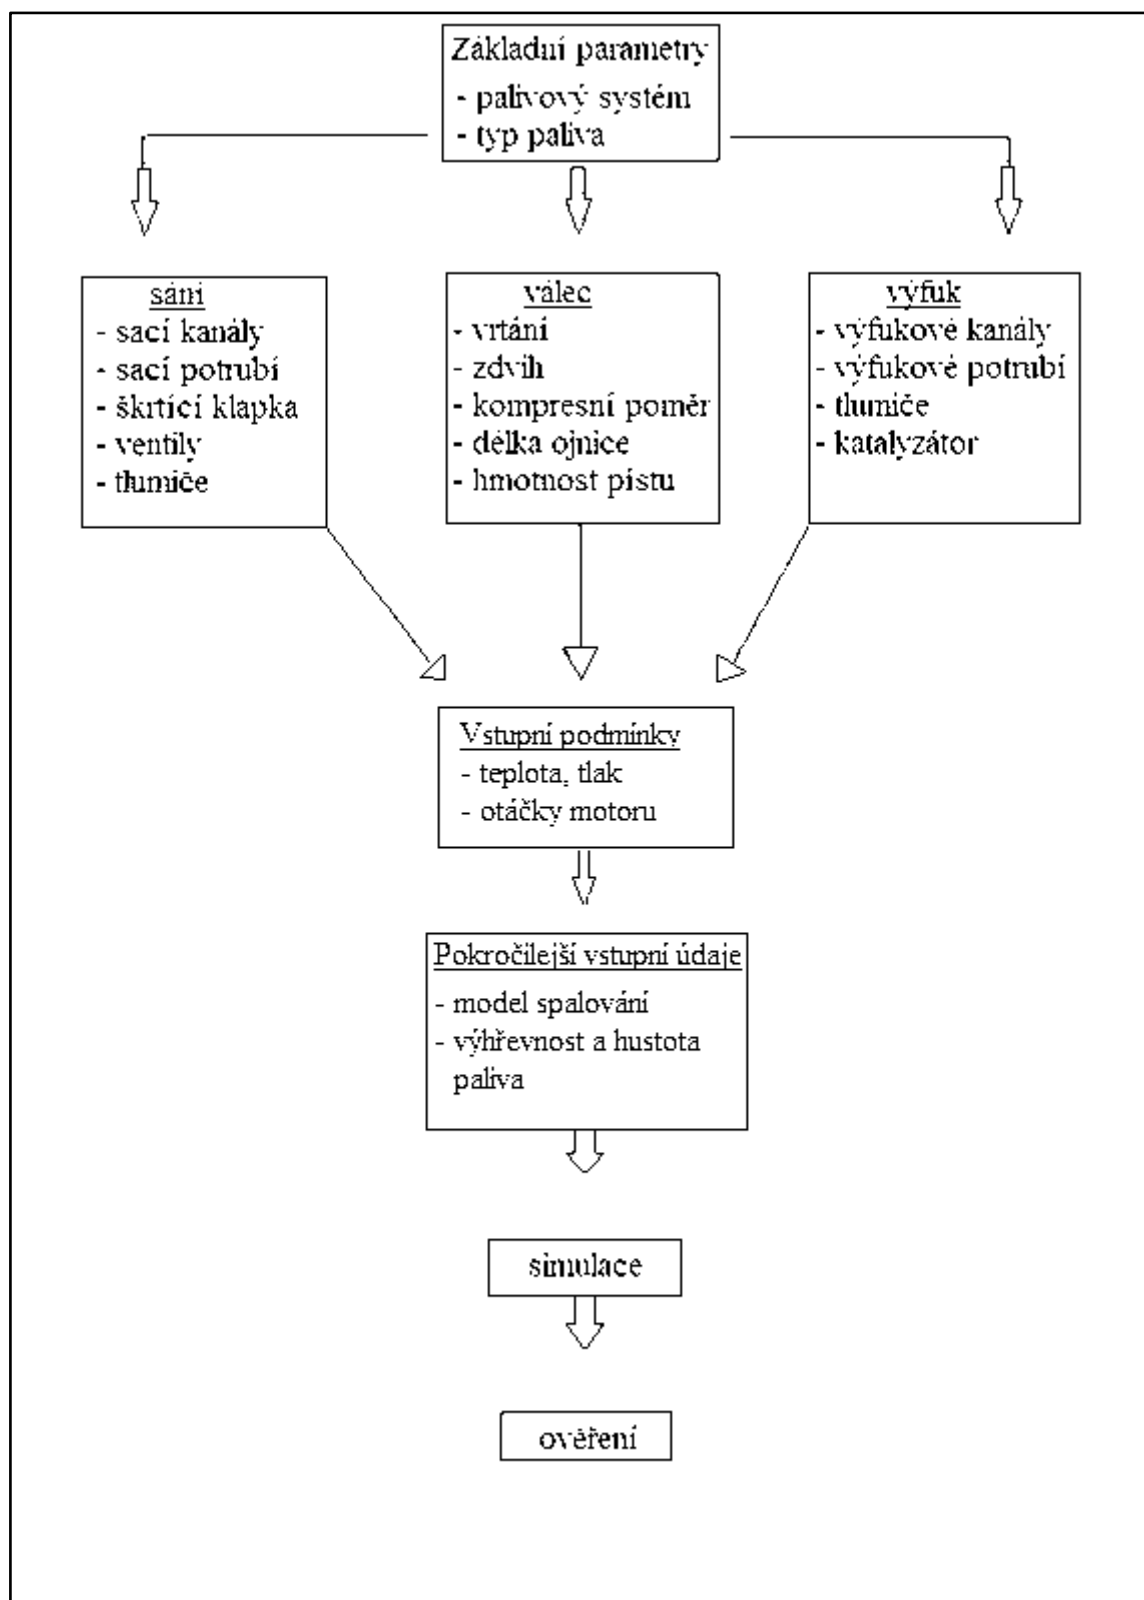 Základní parametry
- palivový systém
- typ paliva
sání
- sací kanály
- sací potrubí
- škrtící klapka
- ventily
- tlumiče
válec
- vrtání
- zdvih
- kompresní poměr
- délka ojnice
- hmotnost pístu
výfuk
- výfukové kanály
- výfukové potrubí
- tlumiče
- katalyzátor
Vstupní podmínky
- teplota, tlak
- otáčky motoru
Pokročilejší vstupní údaje
- model spalování
- výhřevnost a hustota
paliva
simulace
ověření